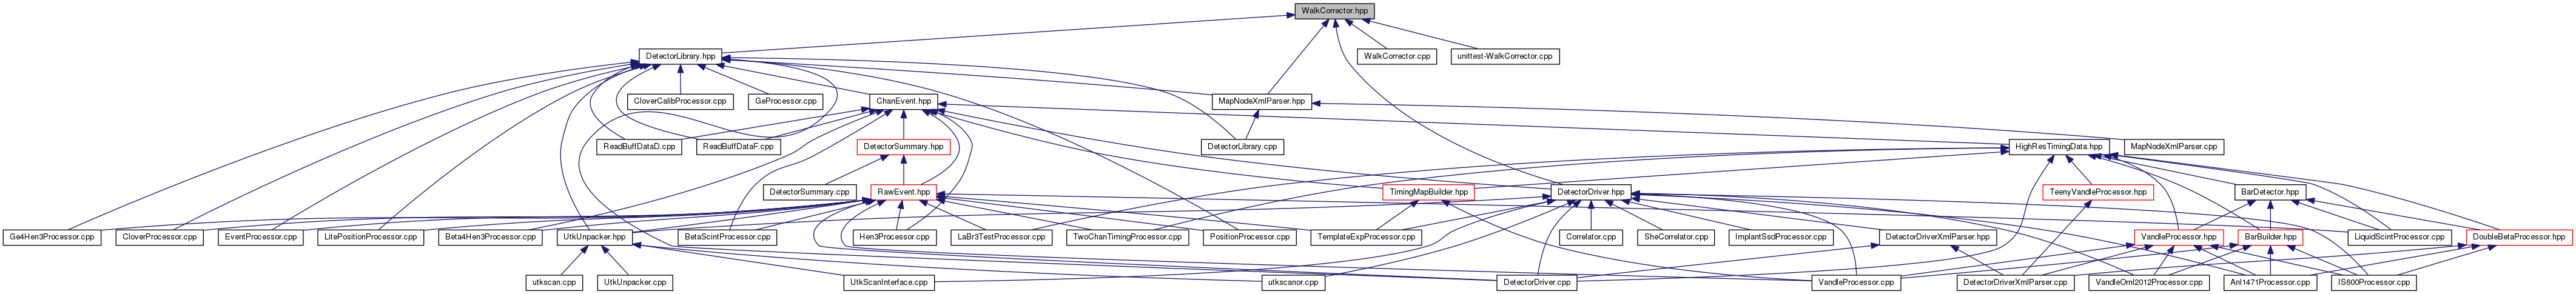 WalkCorrector.hpp
DetectorLibrary.hpp
WalkCorrector.cpp
unittest-WalkCorrector.cpp
CloverCalibProcessor.cpp
GeProcessor.cpp
ChanEvent.hpp
MapNodeXmlParser.hpp
ReadBuffDataD.cpp
ReadBuffDataF.cpp
DetectorSummary.hpp
DetectorLibrary.cpp
HighResTimingData.hpp
MapNodeXmlParser.cpp
DetectorSummary.cpp
RawEvent.hpp
TimingMapBuilder.hpp
DetectorDriver.hpp
TeenyVandleProcessor.hpp
BarDetector.hpp
Ge4Hen3Processor.cpp
CloverProcessor.cpp
EventProcessor.cpp
LitePositionProcessor.cpp
Beta4Hen3Processor.cpp
UtkUnpacker.hpp
BetaScintProcessor.cpp
Hen3Processor.cpp
LaBr3TestProcessor.cpp
TwoChanTimingProcessor.cpp
PositionProcessor.cpp
TemplateExpProcessor.cpp
Correlator.cpp
SheCorrelator.cpp
ImplantSsdProcessor.cpp
DetectorDriverXmlParser.hpp
VandleProcessor.hpp
BarBuilder.hpp
LiquidScintProcessor.cpp
DoubleBetaProcessor.hpp
utkscan.cpp
UtkUnpacker.cpp
UtkScanInterface.cpp
utkscanor.cpp
DetectorDriver.cpp
VandleProcessor.cpp
DetectorDriverXmlParser.cpp
VandleOrnl2012Processor.cpp
Anl1471Processor.cpp
IS600Processor.cpp